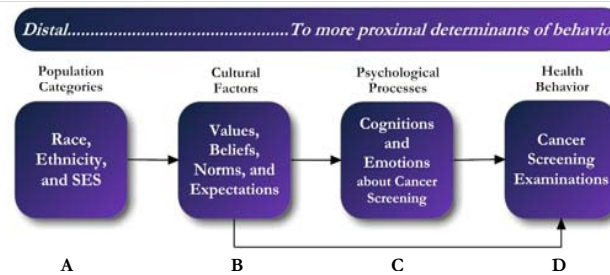 Distal.......................................................To more proximal determinants of behavio
Population
Categories
Cultural
Factors
Psychological
Processes
Health
Behavior
Race,
Ethnicity,
and SES
Values,
Beliefs,
Norms, and
Expectations
Cognitions
and
Emotions
about Cancer
Screening
Cancer
Screening
Examinations
A
B
C
D